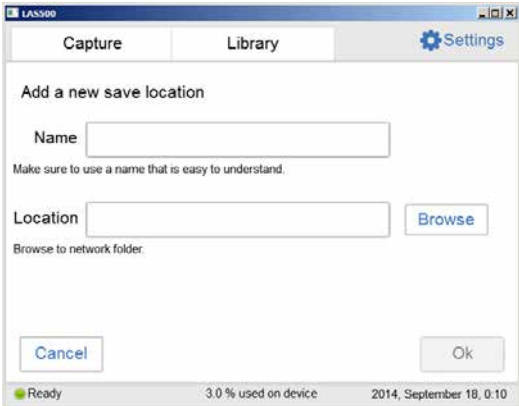 LAS500
Capture Library Settings
Add a new save location
Name
Make sure to use a name that is easy to understand.
Location Browse
Browse to network folder.
Cancel Ok
Ready 3.0 % used on device 2014, September 18, 0:10